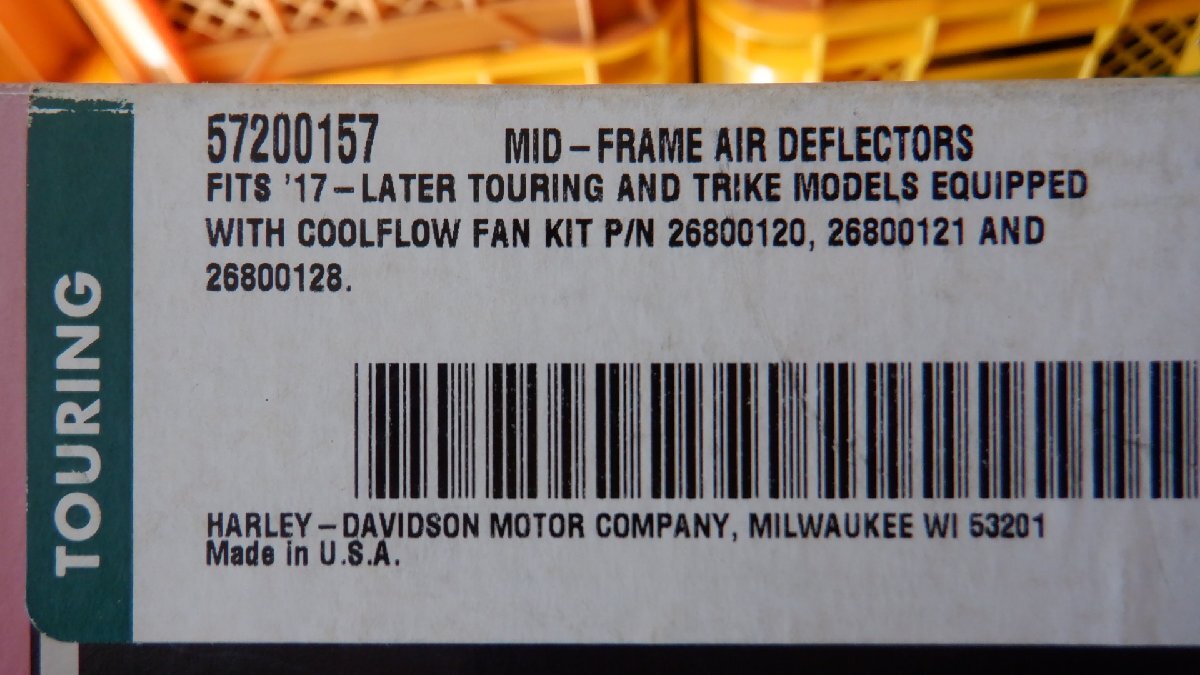 57200157 MID-FRAME AIR DEFLECTORS
FITS '17-LATER TOURING AND TRIKE MODELS EQUIPPED
WITH COOLFLOW FAN KIT P/N 26800120, 26800121 AND
26800128.
TOURING
HARLEY-DAVIDSON MOTOR COMPANY, MILWAUKEE WI 53201
Made in U.S.A.